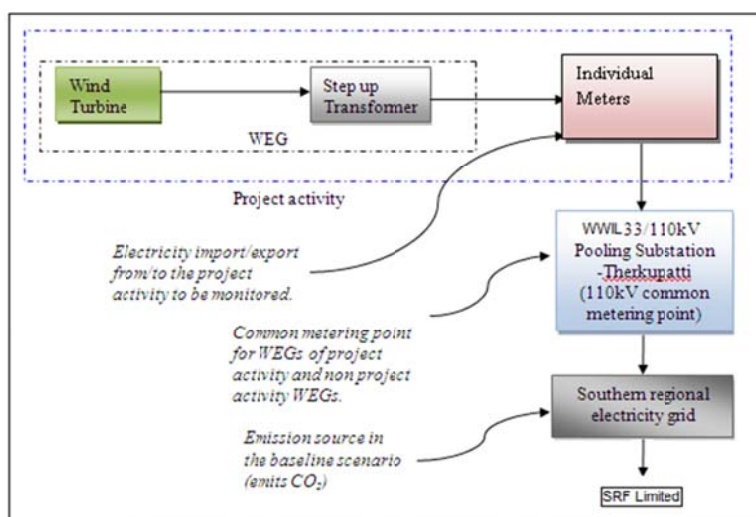 Wind
Turbine
Step up
Transformer
WEG
Individual
Meters
Project activity
Electricity import/export
from/to the project
activity to be monitored.
WWIL 33/110kV
Pooling Substation
-Therkupatti
(110kV common
metering point)
Common metering point
for WEGs of project
activity and non project
activity WEGs.
Southern regional
electricity grid
Emission source in
the baseline scenario
(emits CO₂)
SRF Limited